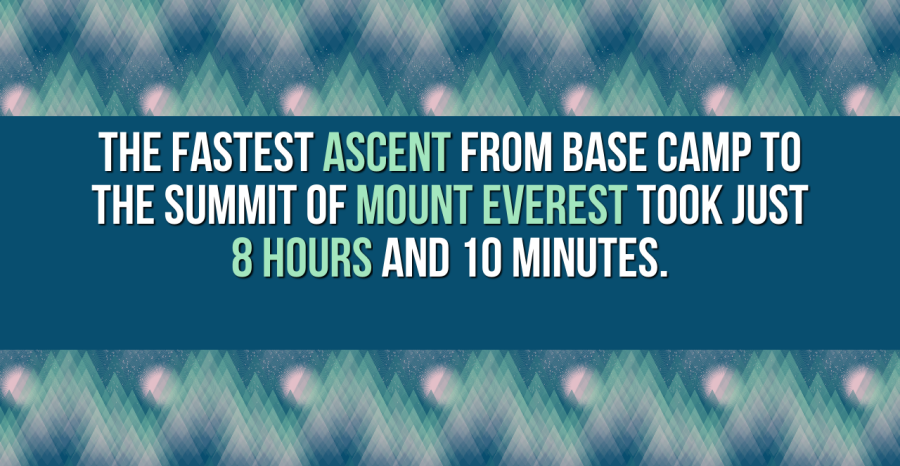 THE FASTEST ASCENT FROM BASE CAMP TO
THE SUMMIT OF MOUNT EVEREST TOOK JUST
8 HOURS AND 10 MINUTES.